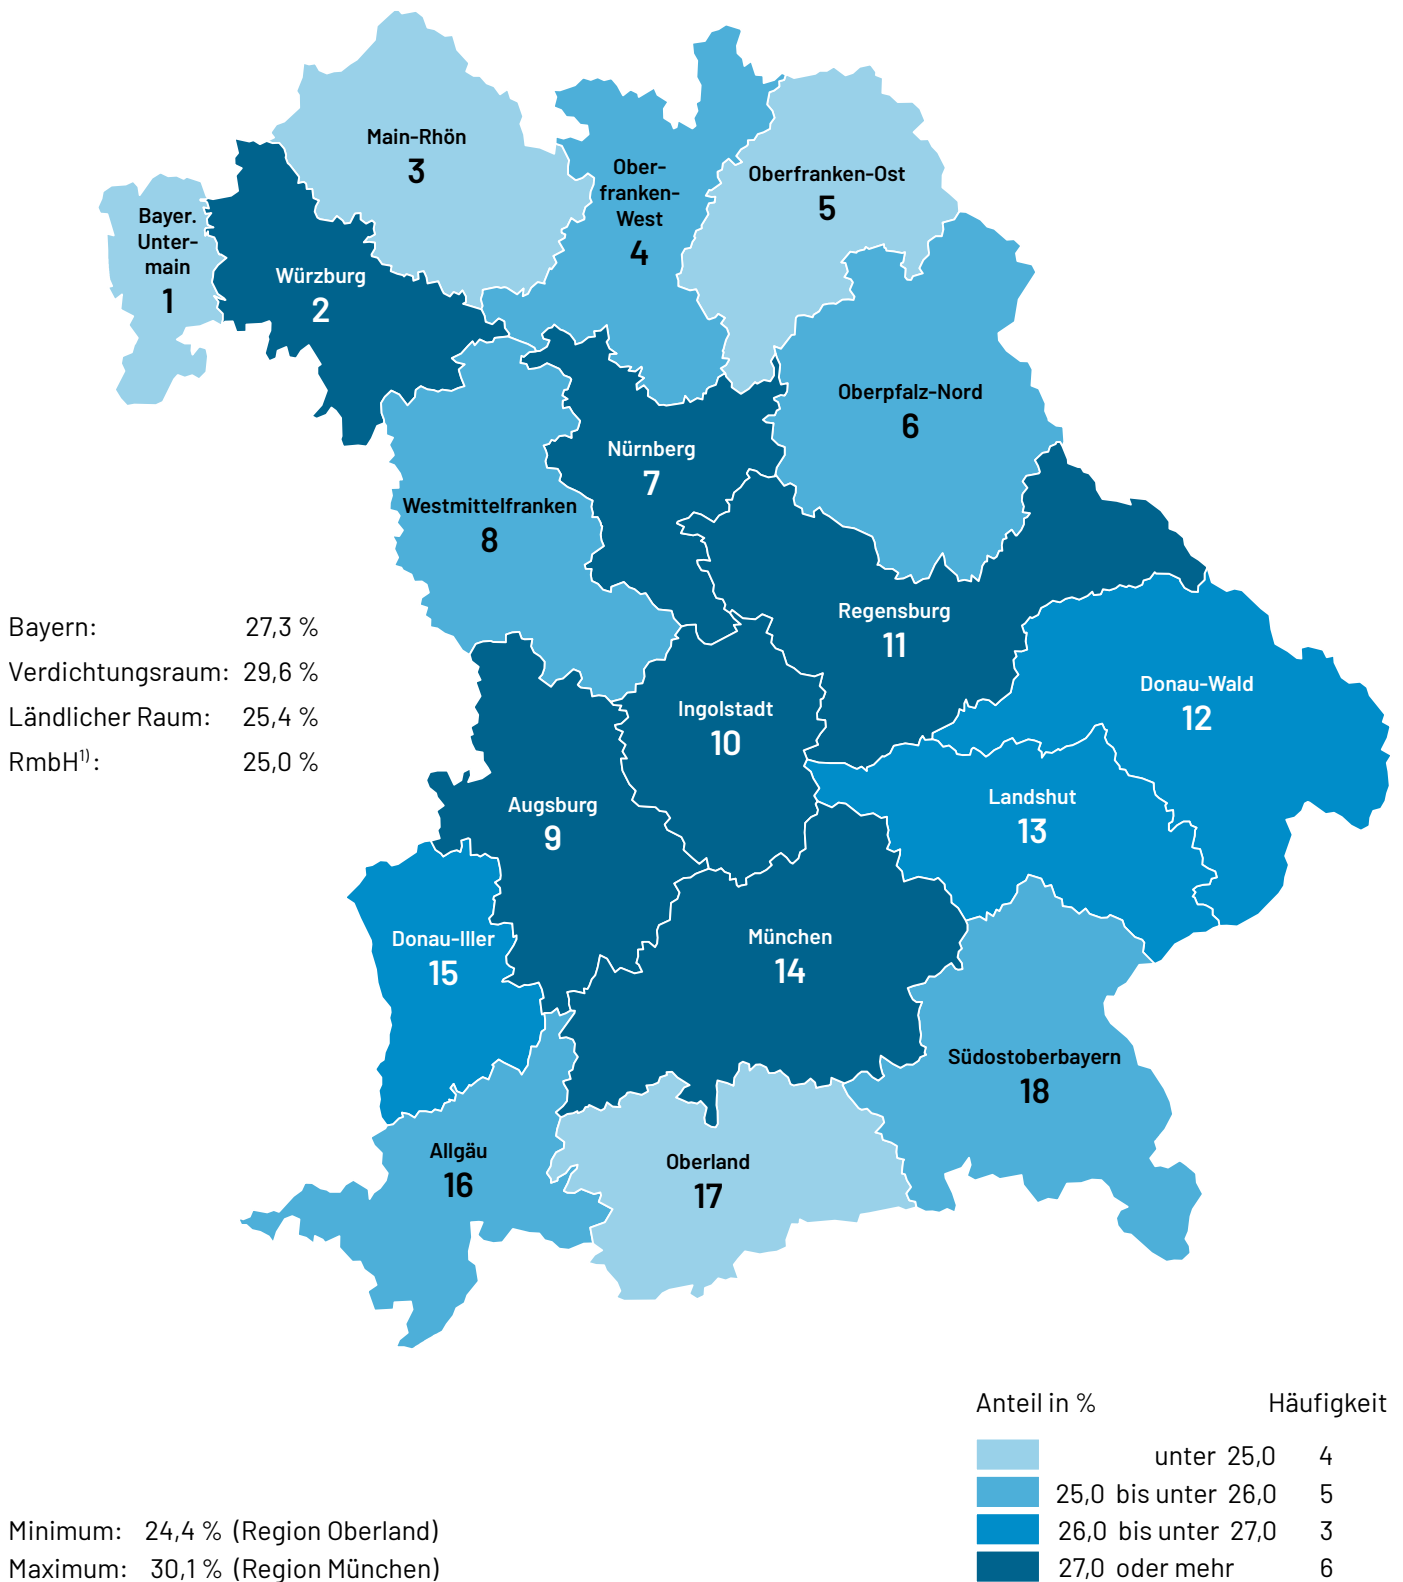 Main-Rhön
3
Ober-
franken-
West
4
Oberfranken-Ost
5
Bayer.
Unter-
main
1
Würzburg
2
Oberpfalz-Nord
6
Nürnberg
7
Westmittelfranken
8
Regensburg
11
Bayern: 27,3 %
Verdichtungsraum: 29,6 %
Ländlicher Raum: 25,4 %
RmbH¹⁾: 25,0 %
Donau-Wald
12
Ingolstadt
10
Landshut
13
Augsburg
9
Donau-Iller
15
München
14
Südostoberbayern
18
Allgäu
16
Oberland
17
Anteil in % Häufigkeit
unter 25,0 4
25,0 bis unter 26,0 5
26,0 bis unter 27,0 3
27,0 oder mehr 6
Minimum: 24,4 % (Region Oberland)
Maximum: 30,1 % (Region München)